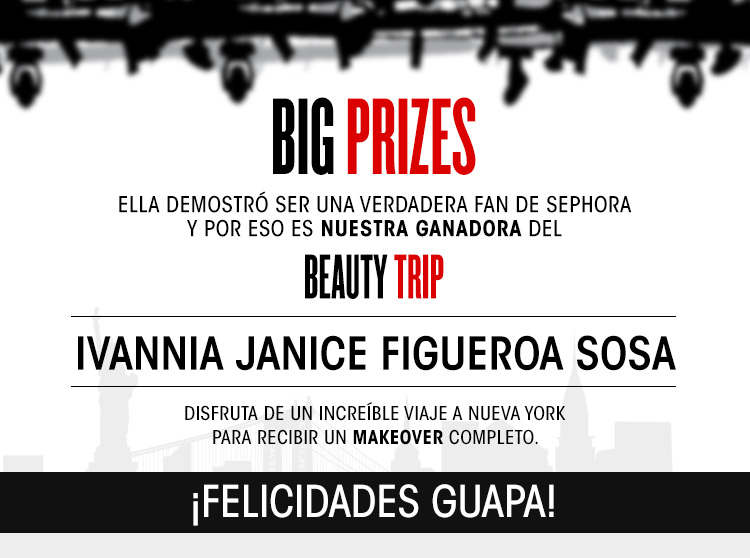 BIG PRIZES
ELLA DEMOSTRÓ SER UNA VERDADERA FAN DE SEPHORA
Y POR ESO ES NUESTRA GANADORA DEL
BEAUTY TRIP
IVANNIA JANICE FIGUEROA SOSA
DISFRUTA DE UN INCREÍBLE VIAJE A NUEVA YORK
PARA RECIBIR UN MAKEOVER COMPLETO.
¡FELICIDADES GUAPA!